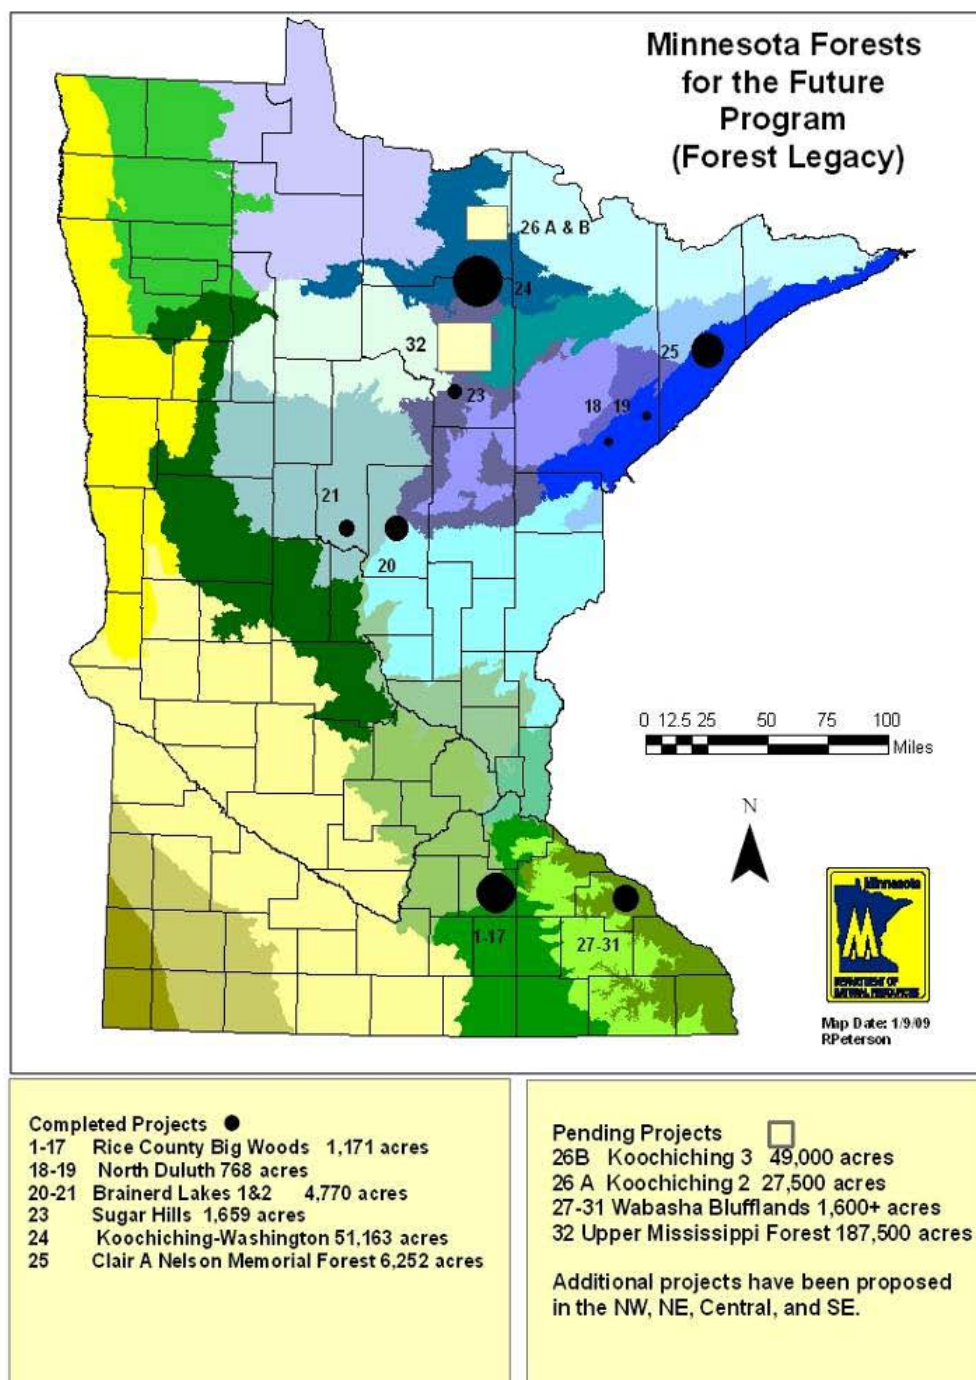 Minnesota Forests
for the Future
Program
(Forest Legacy)
26 A & B
24
32
25
23
18 19
21
20
0 12.5 25 50 75 100
Miles
N
1-17
27-31
Minnesota
DEPARTMENT OF
NATURAL RESOURCES
Map Date: 1/9/09
RPeterson
Completed Projects
1-17 Rice County Big Woods 1,171 acres
18-19 North Duluth 768 acres
20-21 Brainerd Lakes 1&2 4,770 acres
23 Sugar Hills 1,659 acres
24 Koochiching-Washington 51,163 acres
25 Clair A Nelson Memorial Forest 6,252 acres
Pending Projects
26B Koochiching 3 49,000 acres
26 A Koochiching 2 27,500 acres
27-31 Wabasha Blufflands 1,600+ acres
32 Upper Mississippi Forest 187,500 acres
Additional projects have been proposed
in the NW, NE, Central, and SE.